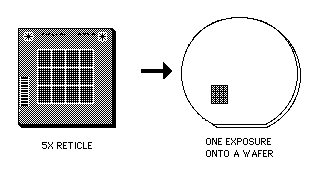 5X RETICLE
ONE EXPOSURE
ONTO A WAFER